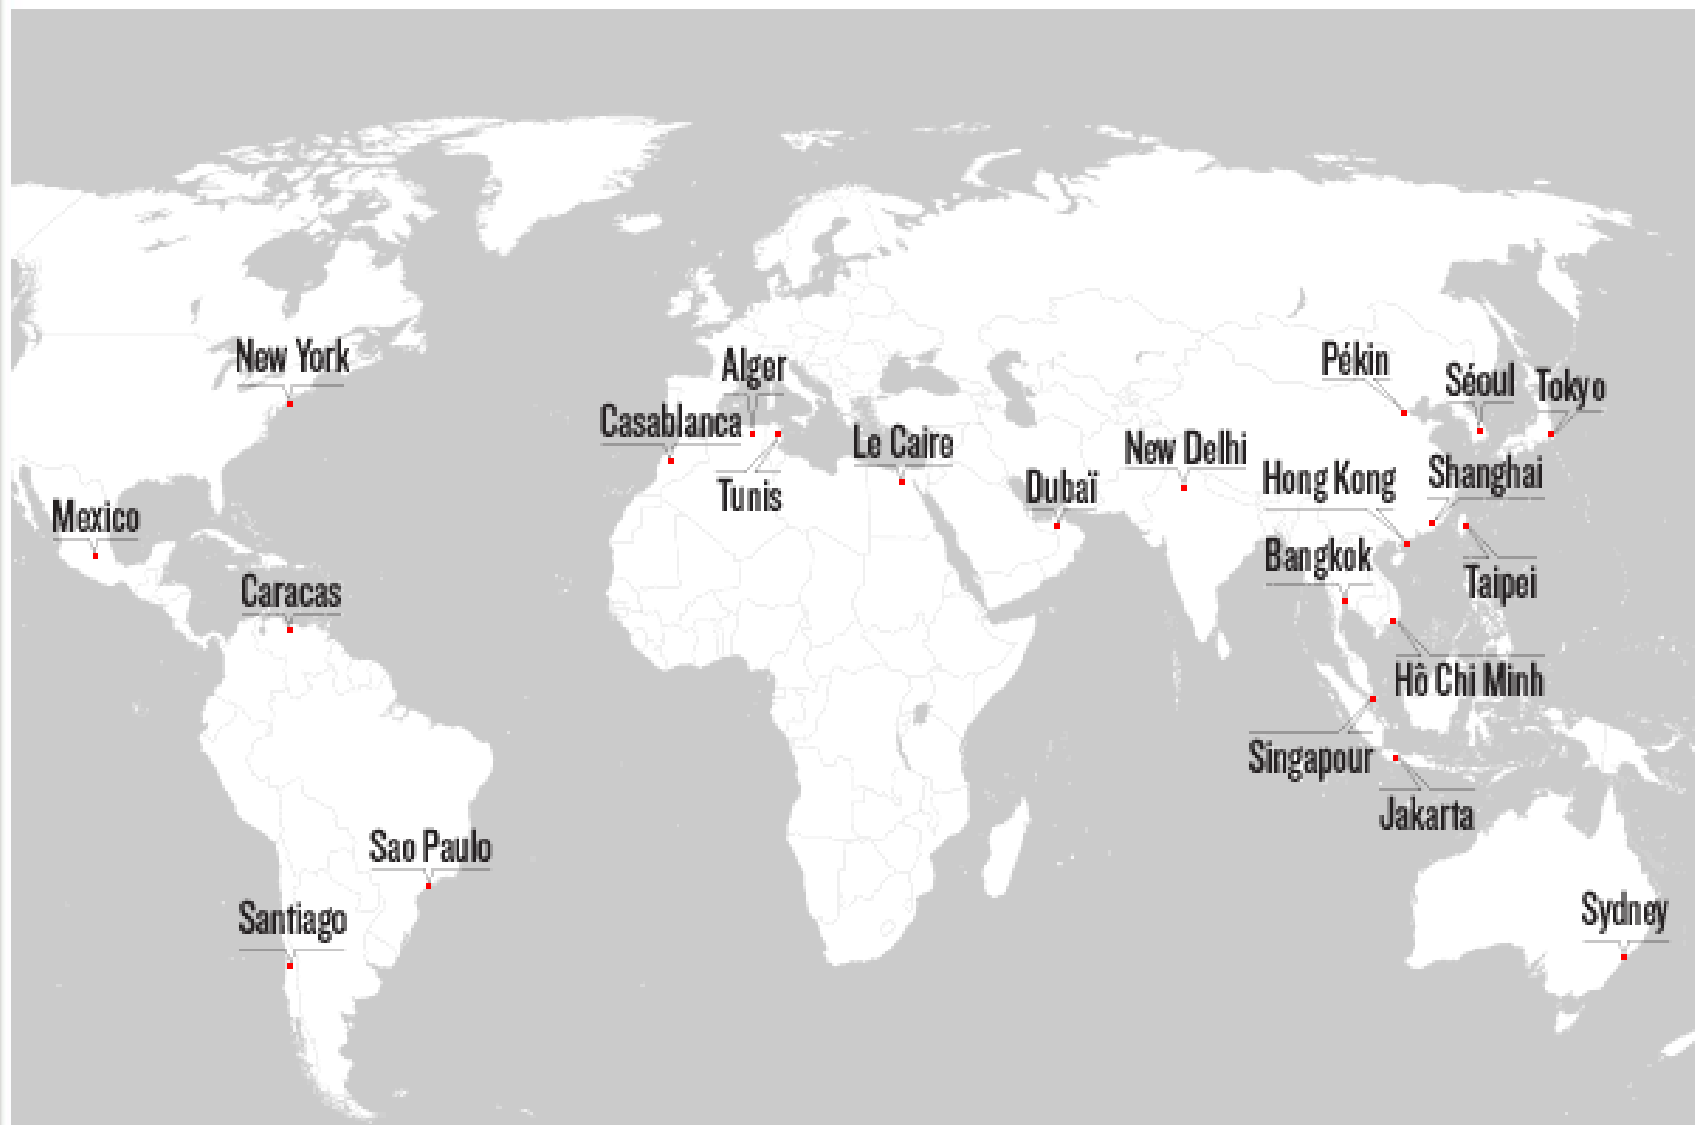 New York
Alger
Pékin
Séoul
Tokyo
Casablanca
Le Caire
New Delhi
Hong Kong
Shanghai
Tunis
Dubaï
Mexico
Bangkok
Taipei
Caracas
Hô Chi Minh
Singapour
Jakarta
Sao Paulo
Santiago
Sydney